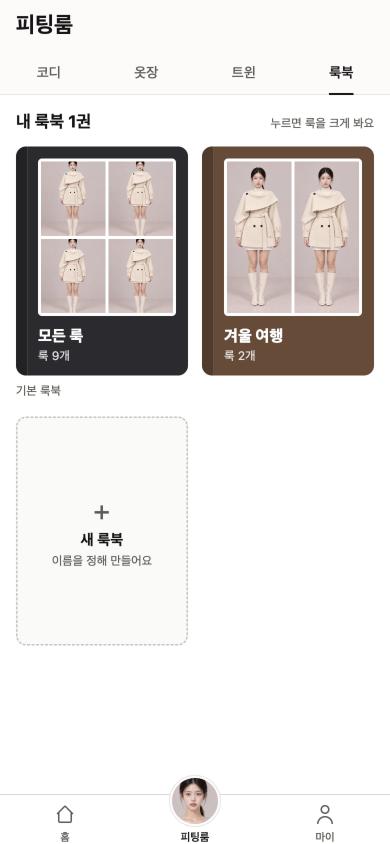 피팅룸
코디
옷장
트윈
룩북
내 룩북 1권
누르면 룩을 크게 봐요
모든 룩
룩 9개
겨울 여행
룩 2개
기본 룩북
+
새 룩북
이름을 정해 만들어요
홈
피팅룸
마이